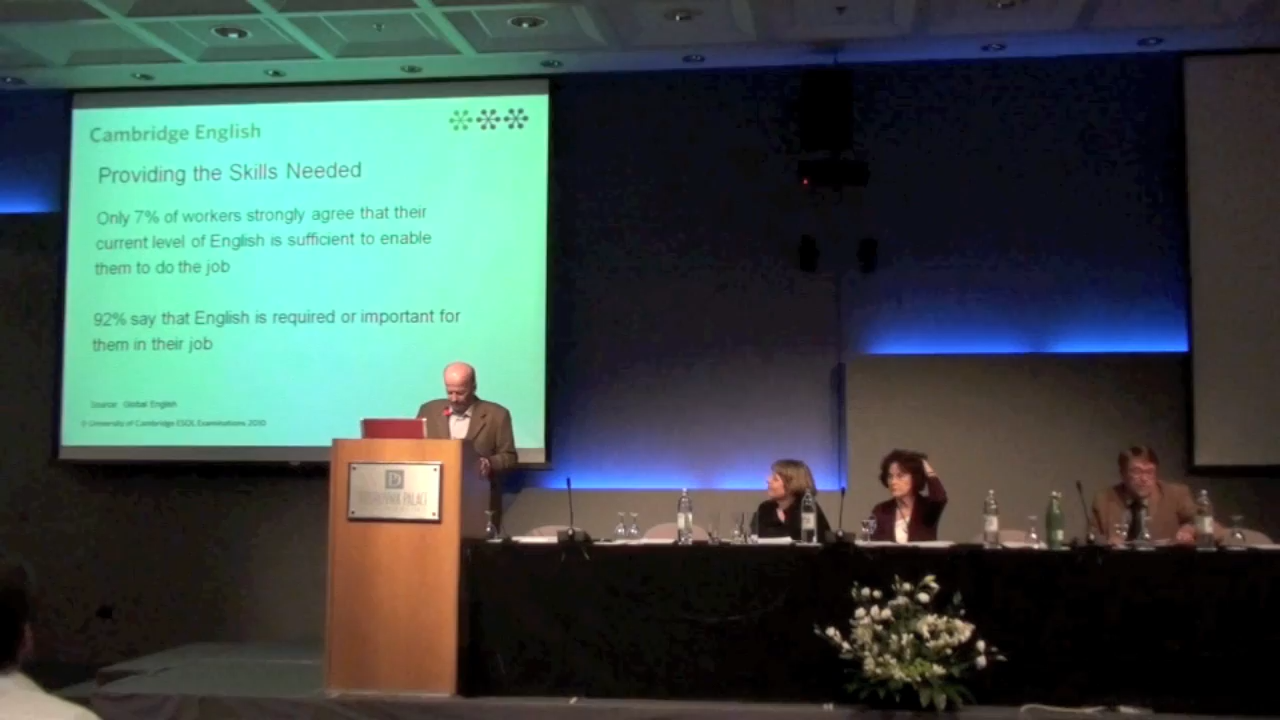 Cambridge English
Providing the Skills Needed
Only 7% of workers strongly agree that their
current level of English is sufficient to enable
them to do the job
92% say that English is required or important for
them in their job
Source: Global English
© University of Cambridge ESOL Examinations 2010